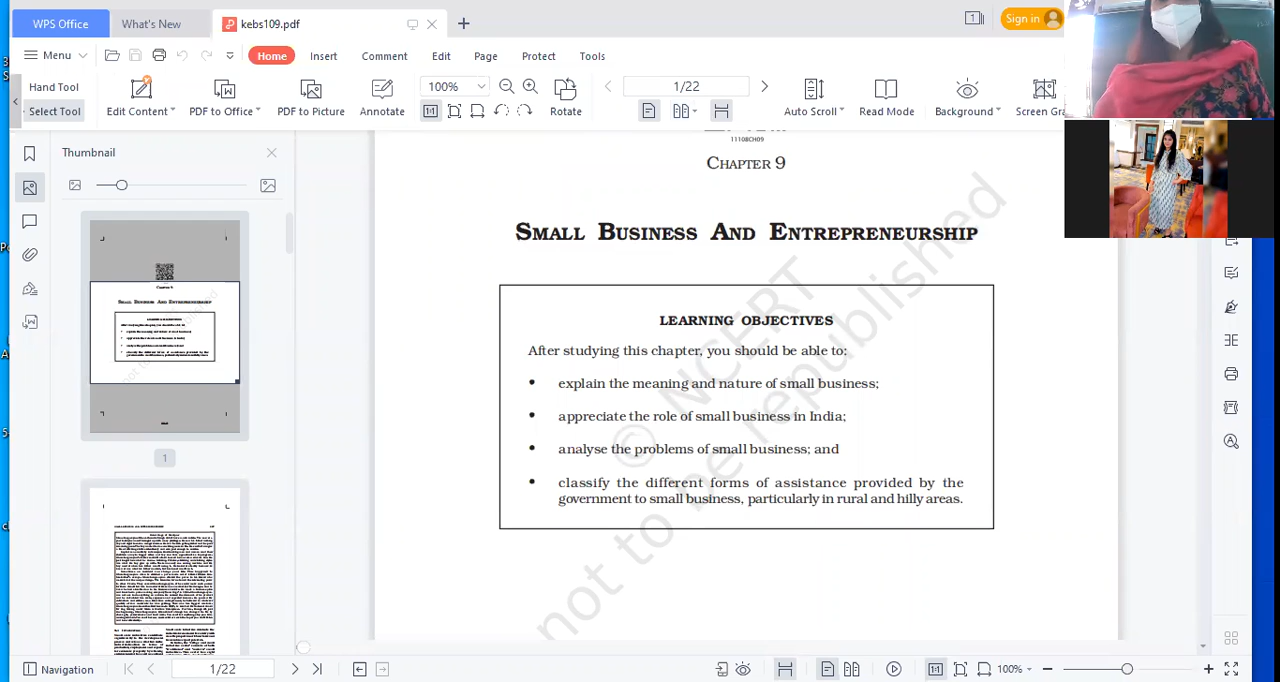 WPS Office
What's New
kebs109.pdf
Sign in
Menu
Home
Insert
Comment
Edit
Page
Protect
Tools
Hand Tool
Select Tool
Edit Content
PDF to Office
PDF to Picture
Annotate
100%
1/22
Rotate
Auto Scroll
Read Mode
Background
Screen Gra
Thumbnail
1
11108CH09
CHAPTER 9
SMALL BUSINESS AND ENTREPRENEURSHIP
LEARNING OBJECTIVES
After studying this chapter, you should be able to:
• explain the meaning and nature of small business;
• appreciate the role of small business in India;
• analyse the problems of small business; and
• classify the different forms of assistance provided by the
government to small business, particularly in rural and hilly areas.
© NCERT
not to be republished
Navigation
1/22
100%